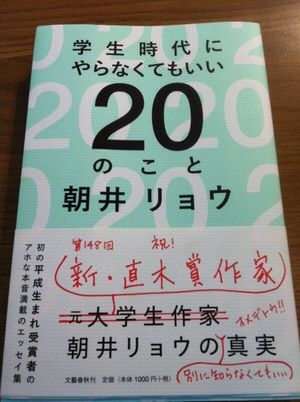 学生時代に
やらなくてもいい
20
のこと
朝井リョウ
初の平成生まれ受賞者の
アホな本音満載のエッセイ集
第148回 祝!
新・直木賞作家
元大学生作家
オメデトウ!!
朝井リョウの真実
別に知らなくてもいい
文藝春秋刊 定価(本体1000円+税)